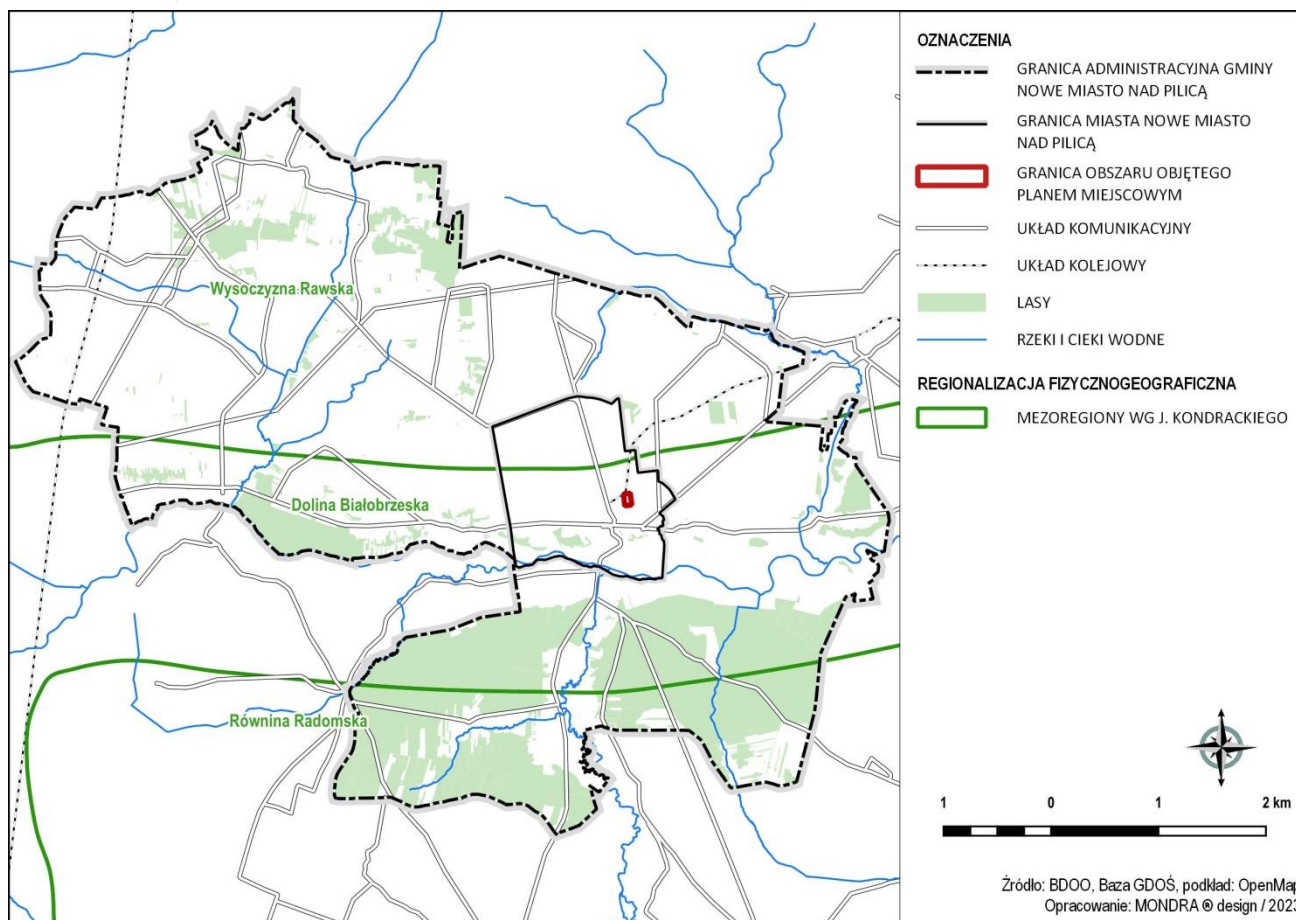 Wysoczyzna Rawska
Dolina Białobrzeska
Równina Radomska
OZNACZENIA
GRANICA ADMINISTRACYJNA GMINY
NOWE MIASTO NAD PILICĄ
GRANICA MIASTA NOWE MIASTO
NAD PILICĄ
GRANICA OBSZARU OBJĘTEGO
PLANEM MIEJSCOWYM
UKŁAD KOMUNIKACYJNY
UKŁAD KOLEJOWY
LASY
RZEKI I CIEKI WODNE
REGIONALIZACJA FIZYCZNOGEOGRAFICZNA
MEZOREGIONY WG J. KONDRACKIEGO
1 0 1 2 km
Źródło: BDOO, Baza GDOŚ, podkład: OpenMap
Opracowanie: MONDRA ® design / 2023